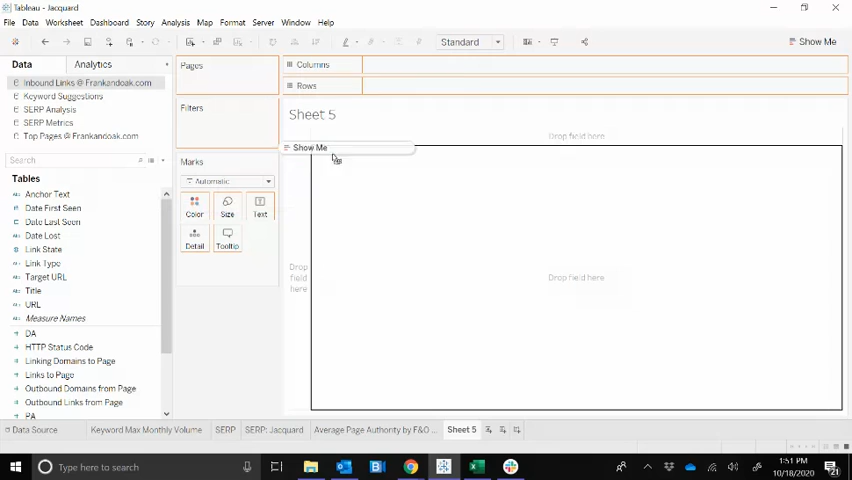 Tableau - Jacquard
File Data Worksheet Dashboard Story Analysis Map Format Server Window Help
Standard
Show Me
Data Analytics
Pages
Columns
Inbound Links @ Frankandoak.com
Rows
Keyword Suggestions
SERP Analysis
Filters
Sheet 5
SERP Metrics
Top Pages @ Frankandoak.com
Drop field here
Show Me
Search
Marks
Tables
Automatic
Anchor Text
Date First Seen
Color Size Text
Date Last Seen
Date Lost
Detail Tooltip
Link State
Link Type
Drop field here
Target URL
Drop field here
Title
URL
Measure Names
DA
HTTP Status Code
Linking Domains to Page
Links to Page
Outbound Domains from Page
Outbound Links from Page
PA
Data Source Keyword Max Monthly Volume SERP SERP: Jacquard Average Page Authority by F&O ... Sheet 5
Type here to search
1:51 PM
10/18/2020
21